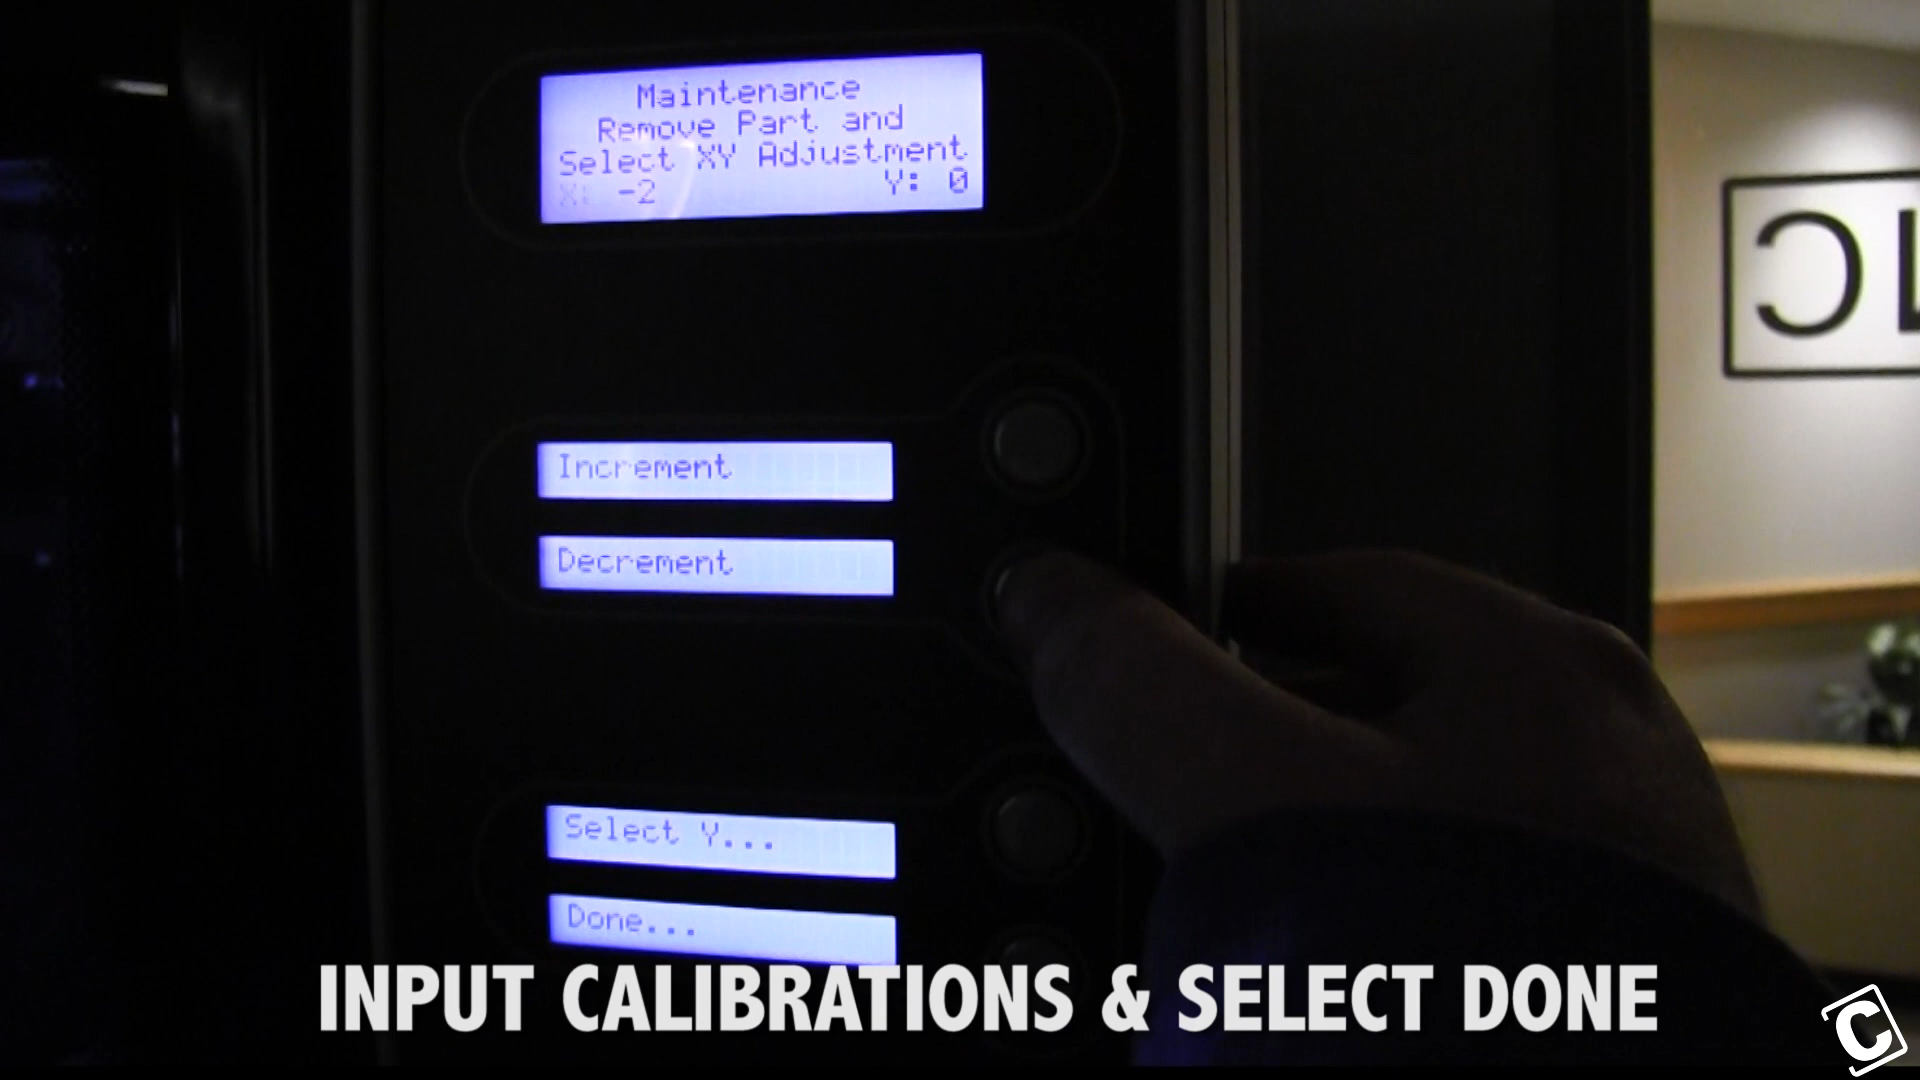 Maintenance
Remove Part and
Select XY Adjustment
X: -2 Y: 0
Increment
Decrement
Select Y...
Done...
INPUT CALIBRATIONS & SELECT DONE
C